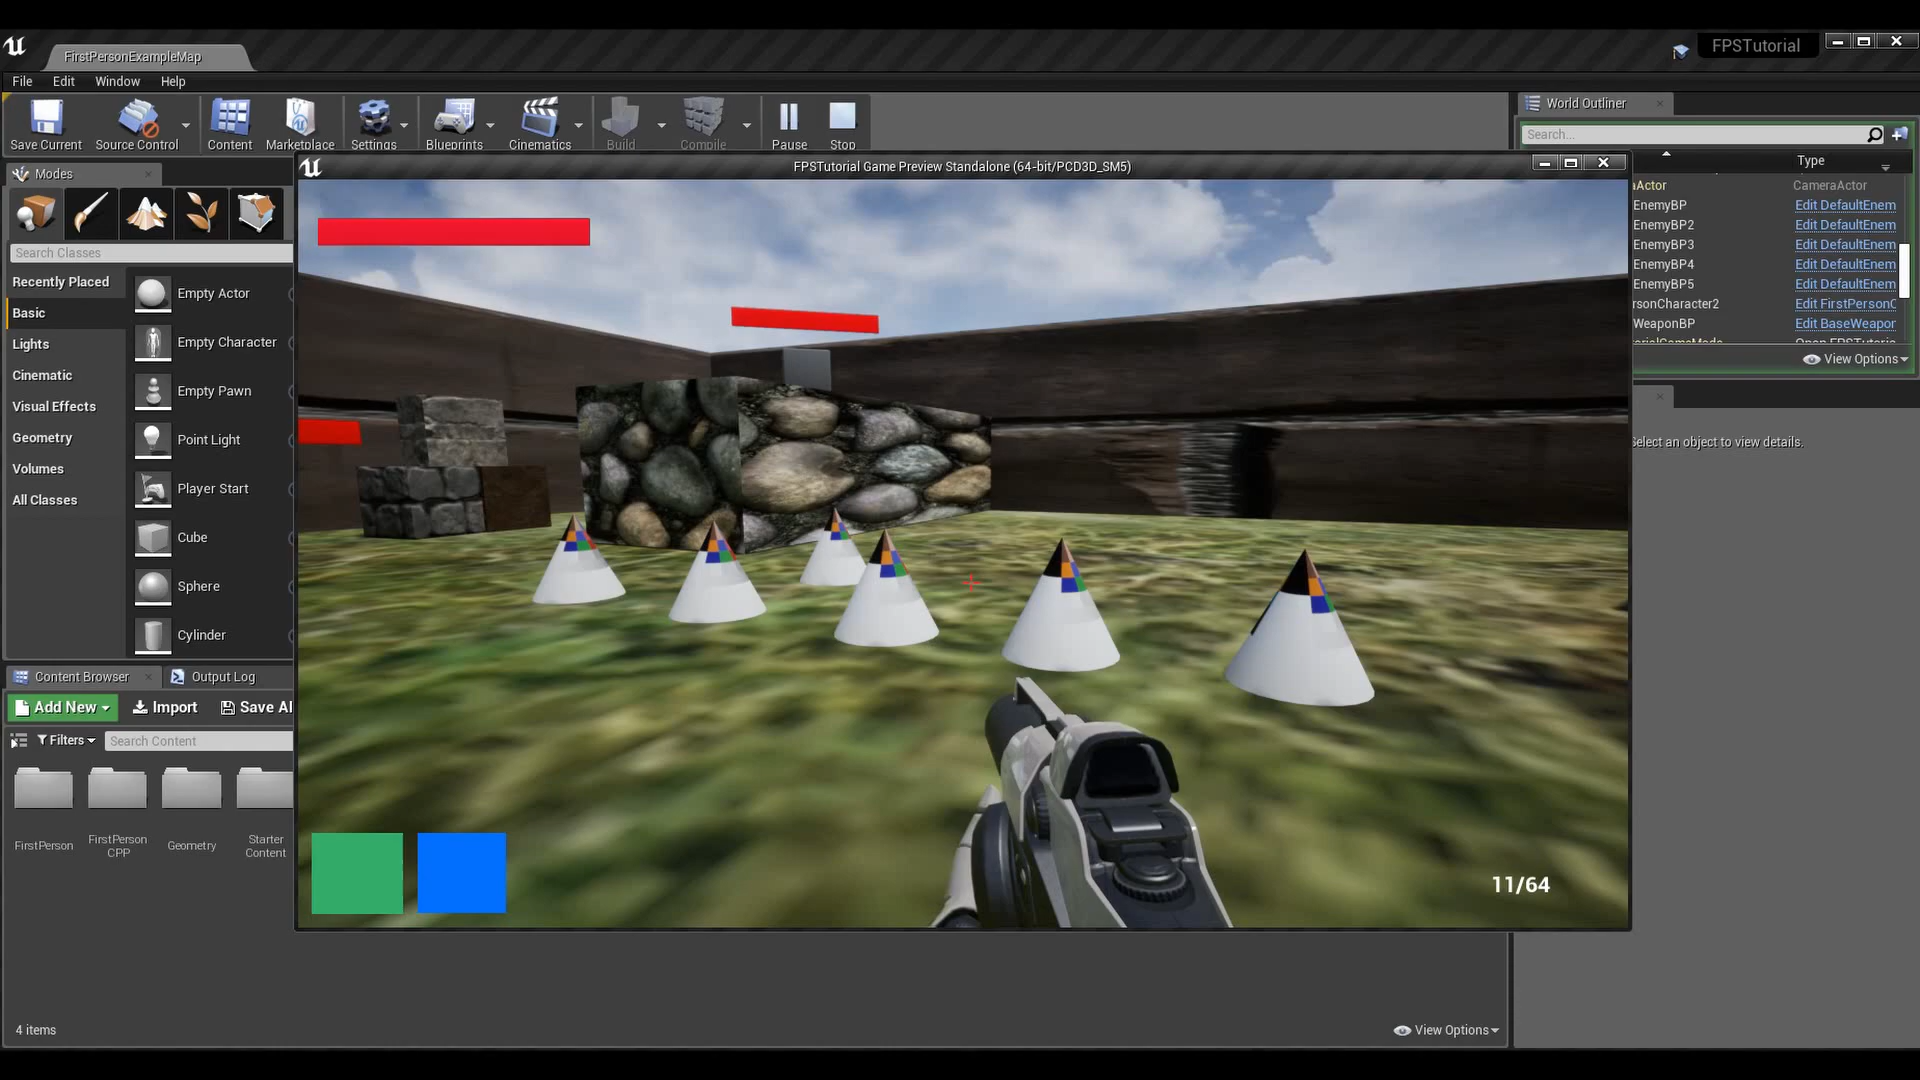 FirstPersonExampleMap
FPSTutorial
File Edit Window Help
Save Current Source Control Content Marketplace Settings Blueprints Cinematics Build Compile Pause Stop
World Outliner
Search...
Type
Modes
FPSTutorial Game Preview Standalone (64-bit/PCD3D_SM5)
Search Classes
Recently Placed
Basic
Lights
Cinematic
Visual Effects
Geometry
Volumes
All Classes
Empty Actor
Empty Character
Empty Pawn
Point Light
Player Start
Cube
Sphere
Cylinder
aActor CameraActor
EnemyBP Edit DefaultEnem
EnemyBP2 Edit DefaultEnem
EnemyBP3 Edit DefaultEnem
EnemyBP4 Edit DefaultEnem
EnemyBP5 Edit DefaultEnem
rsonCharacter2 Edit FirstPersonC
WeaponBP Edit BaseWeapon
View Options
Select an object to view details.
Content Browser Output Log
Add New Import Save Al
Filters Search Content
FirstPerson
FirstPerson
CPP
Geometry
Starter
Content
11/64
4 items
View Options